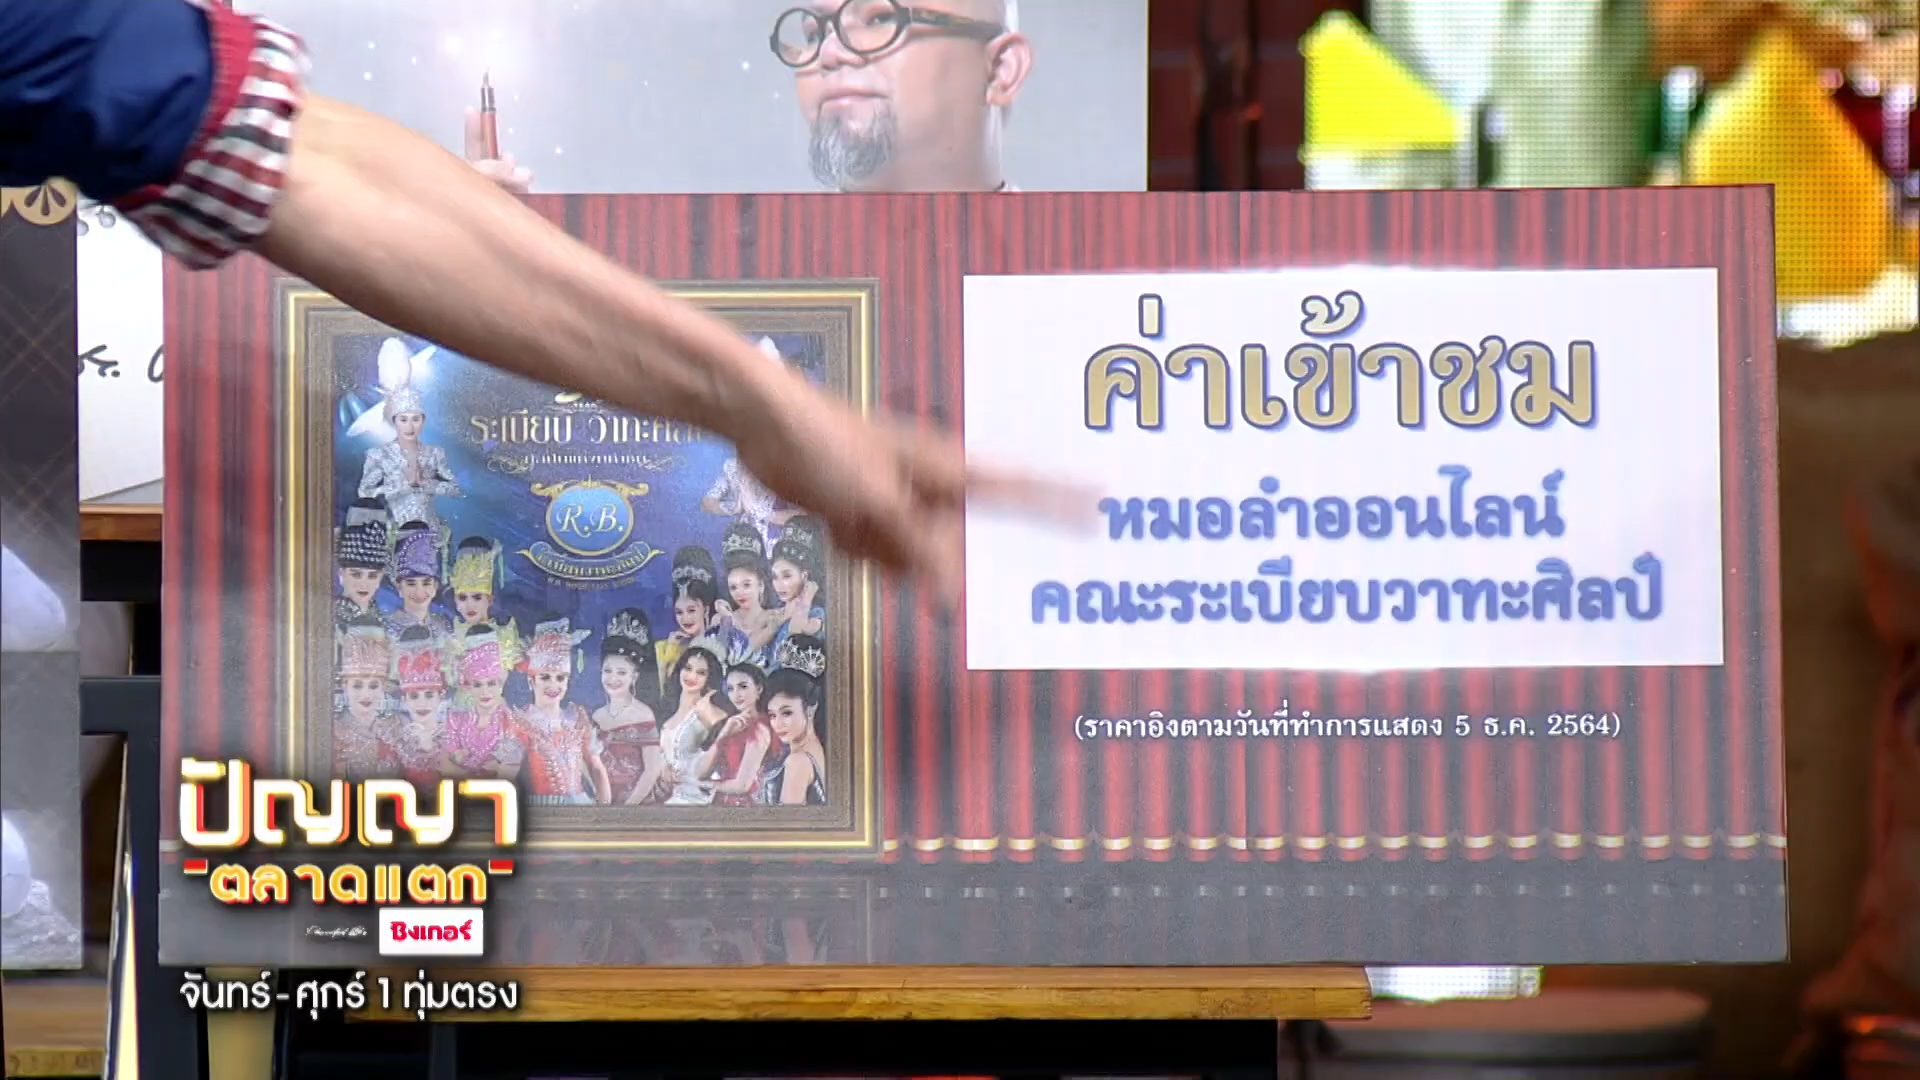 ค่าเข้าชม
หมอลำออนไลน์
คณะระเบียบวาทะศิลป์
(ราคาอิงตามวันที่ทำการแสดง 5 ธ.ค. 2564)
ระเบียบ วาทะศิลป์
R.B.
ปัญญา
"ตลาดแตก"
ซิงเกอร์
จันทร์ - ศุกร์ 1 ทุ่มตรง